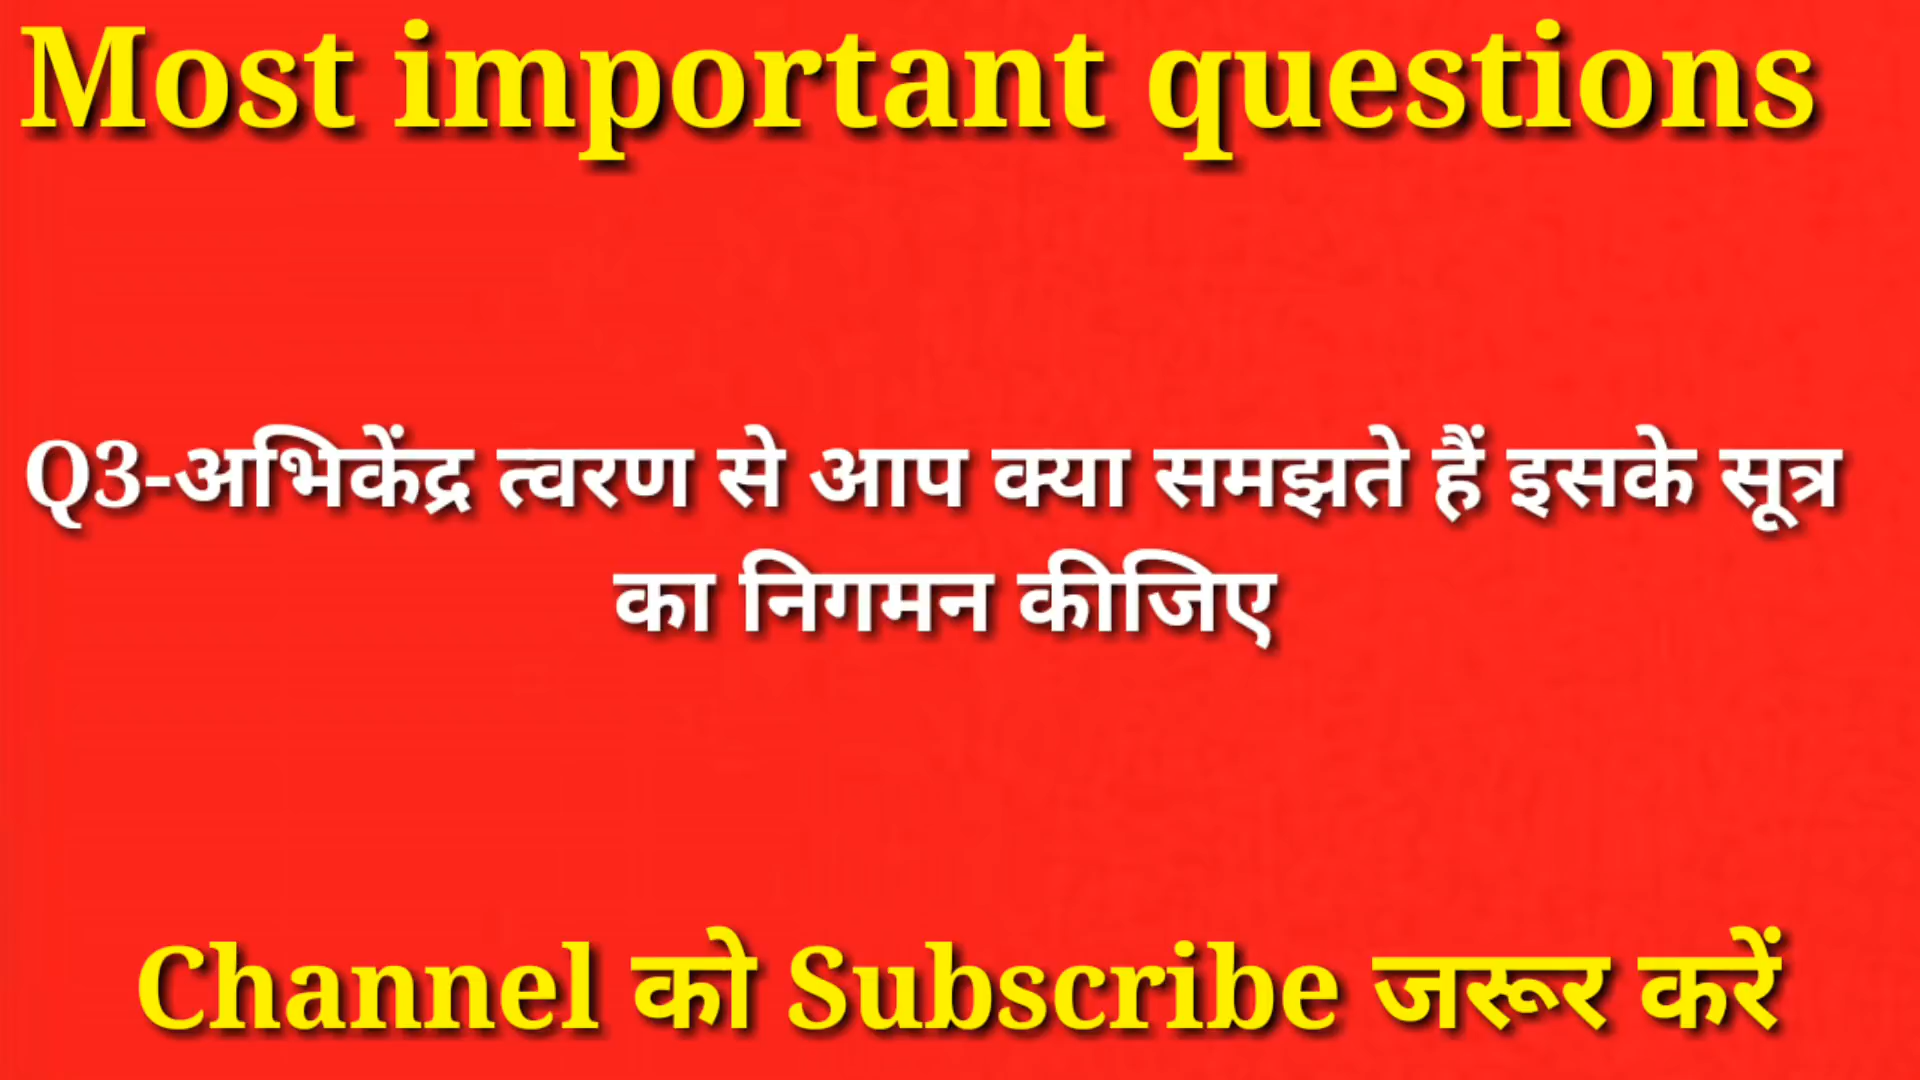 Most important questions
Q3-अभिकेंद्र त्वरण से आप क्या समझते हैं इसके सूत्र
का निगमन कीजिए
Channel को Subscribe जरूर करें